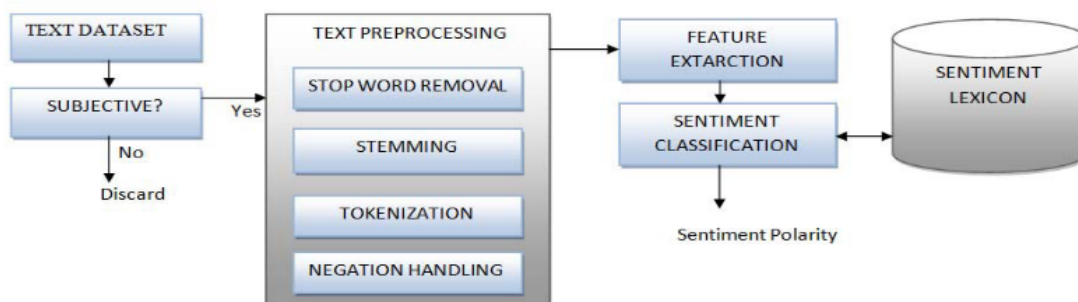 TEXT DATASET
SUBJECTIVE?
Yes
No
Discard
TEXT PREPROCESSING
STOP WORD REMOVAL
STEMMING
TOKENIZATION
NEGATION HANDLING
FEATURE
EXTARCTION
SENTIMENT
CLASSIFICATION
Sentiment Polarity
SENTIMENT
LEXICON